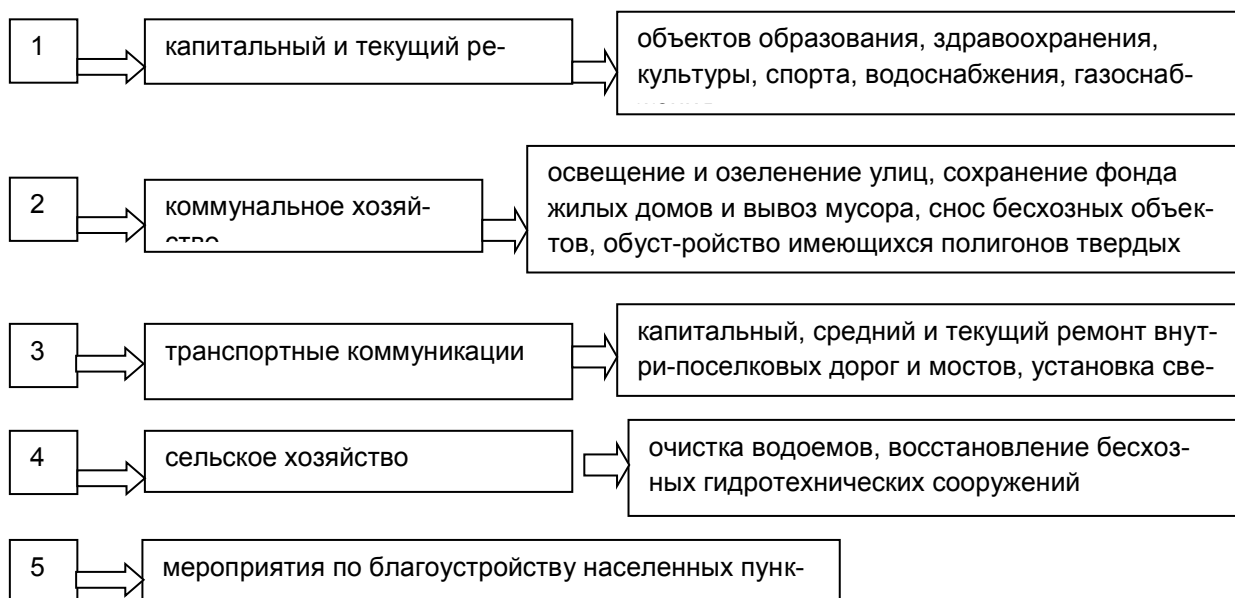 1
капитальный и текущий ре-
объектов образования, здравоохранения,
культуры, спорта, водоснабжения, газоснаб-
2
коммунальное хозяй-
ство
освещение и озеленение улиц, сохранение фонда
жилых домов и вывоз мусора, снос бесхозных объек-
тов, обуст-ройство имеющихся полигонов твердых
3
транспортные коммуникации
капитальный, средний и текущий ремонт внут-
ри-поселковых дорог и мостов, установка све-
4
сельское хозяйство
очистка водоемов, восстановление бесхоз-
ных гидротехнических сооружений
5
мероприятия по благоустройству населенных пунк-